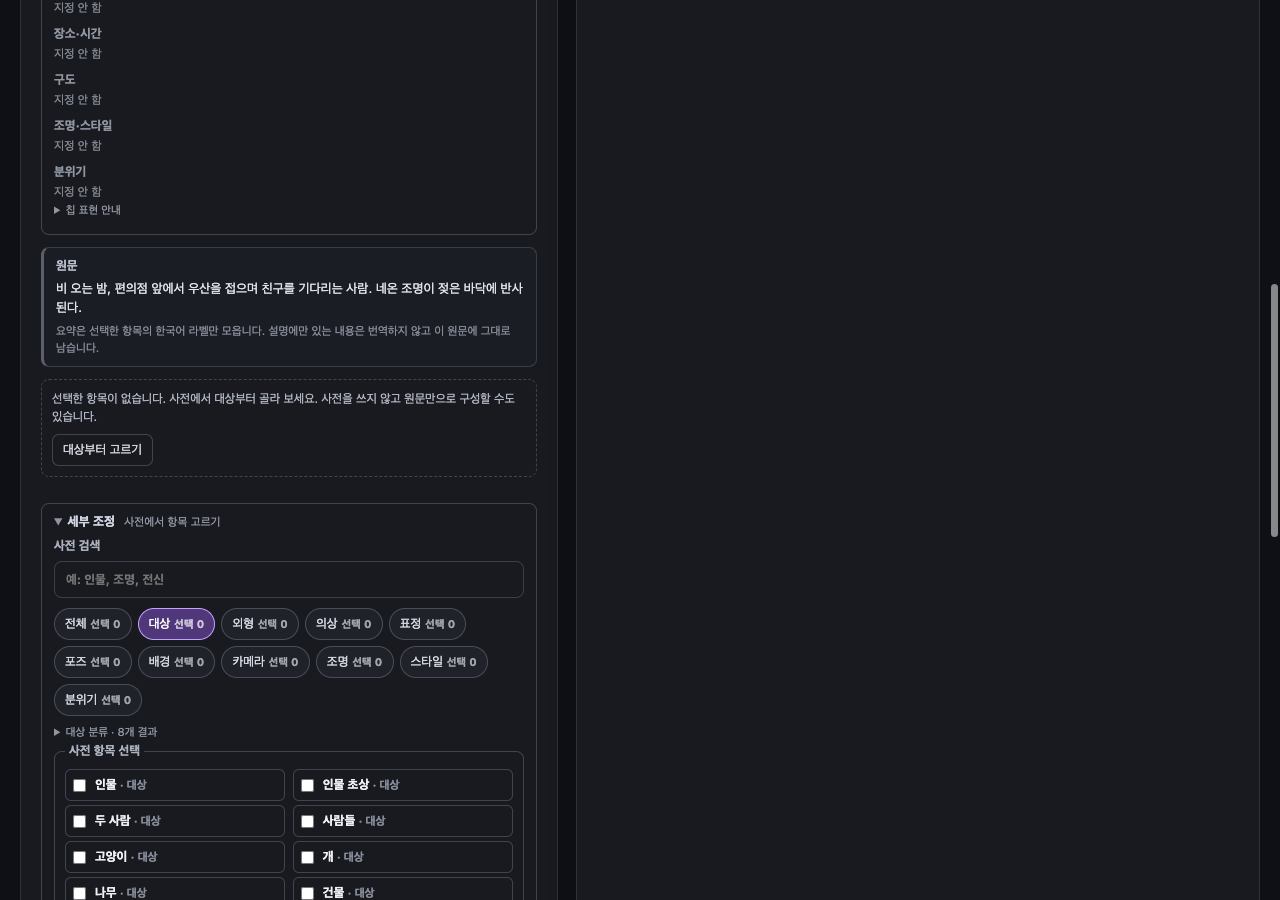 지정 안 함
장소·시간
지정 안 함
구도
지정 안 함
조명·스타일
지정 안 함
분위기
지정 안 함
▶ 칩 표현 안내
원문
비 오는 밤, 편의점 앞에서 우산을 접으며 친구를 기다리는 사람. 네온 조명이 젖은 바닥에 반사
된다.
요약은 선택한 항목의 한국어 라벨만 모읍니다. 설명에만 있는 내용은 번역하지 않고 이 원문에 그대로
남습니다.
선택한 항목이 없습니다. 사전에서 대상부터 골라 보세요. 사전을 쓰지 않고 원문만으로 구성할 수도
있습니다.
대상부터 고르기
▼ 세부 조정 사전에서 항목 고르기
사전 검색
예: 인물, 조명, 전신
전체 선택 0 대상 선택 0 외형 선택 0 의상 선택 0 표정 선택 0
포즈 선택 0 배경 선택 0 카메라 선택 0 조명 선택 0 스타일 선택 0
분위기 선택 0
▶ 대상 분류 · 8개 결과
사전 항목 선택
인물 · 대상 인물 초상 · 대상
두 사람 · 대상 사람들 · 대상
고양이 · 대상 개 · 대상
나무 · 대상 건물 · 대상